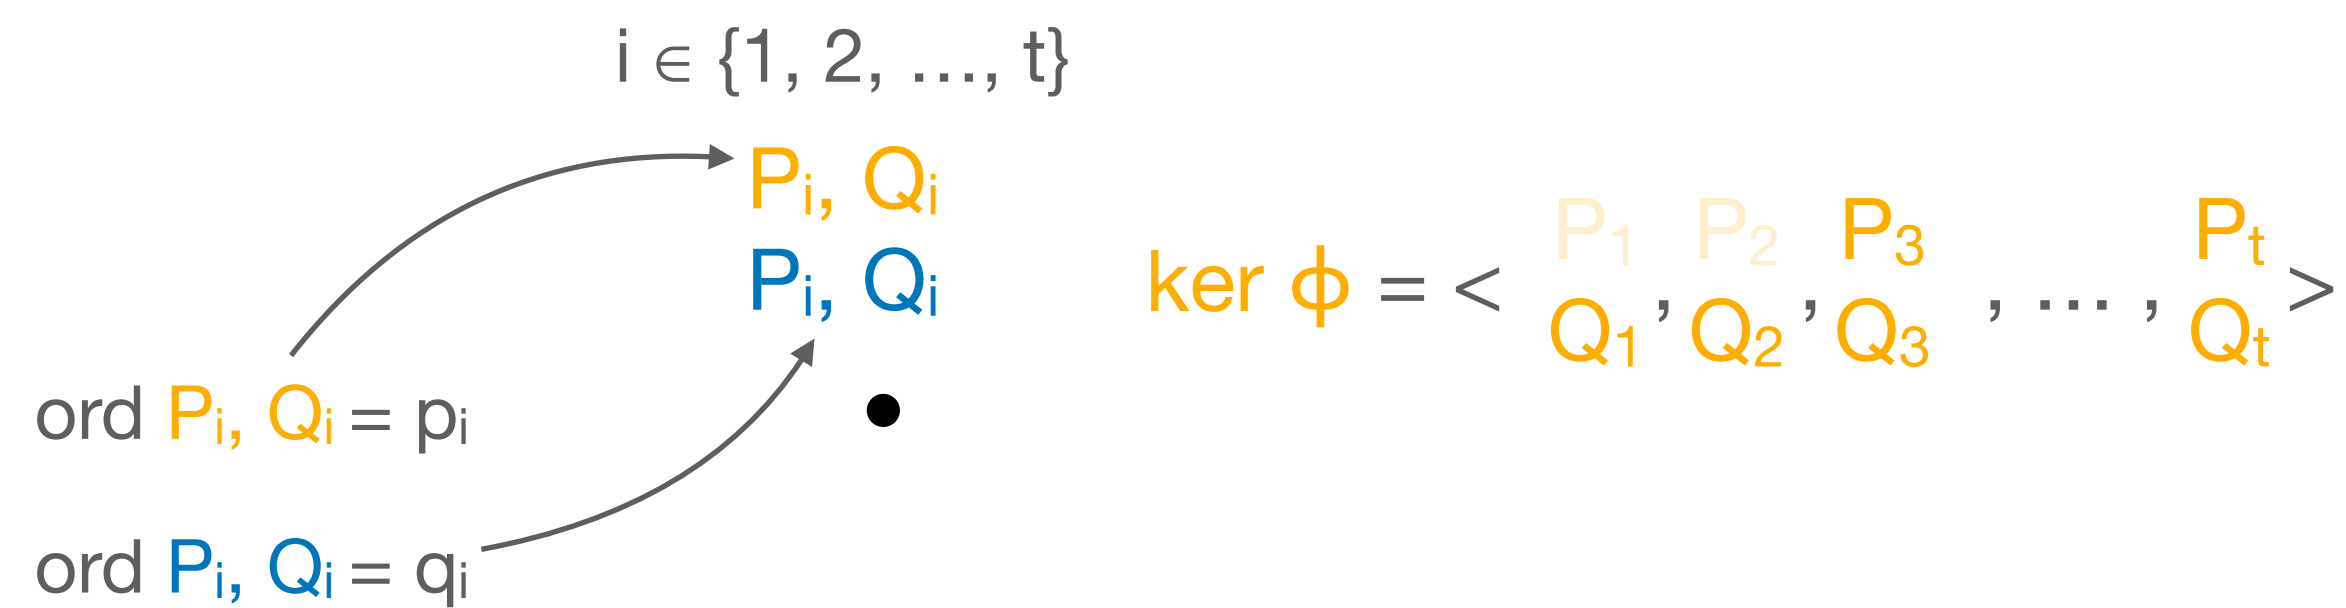 i ∈ {1, 2, ..., t}
Pᵢ, Qᵢ
Pᵢ, Qᵢ
ord Pᵢ, Qᵢ = pᵢ
ord Pᵢ, Qᵢ = qᵢ
P₁ P₂ P₃ Pₜ
ker ϕ = < , , , ... , >
Q₁ Q₂ Q₃ Qₜ